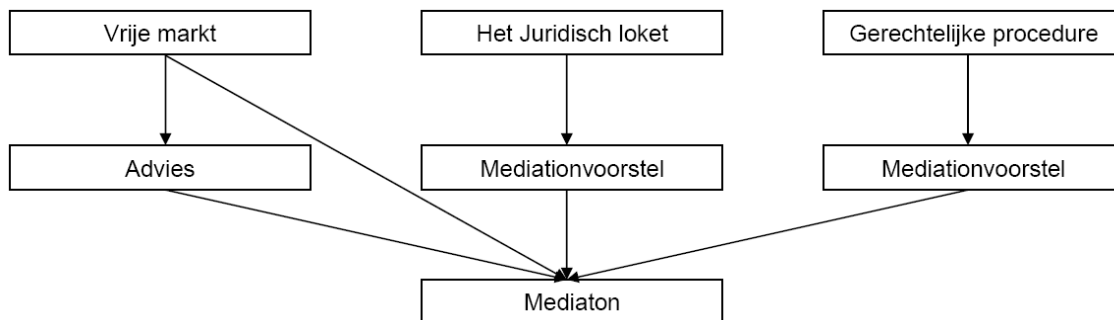 Vrije markt
Het Juridisch loket
Gerechtelijke procedure
Advies
Mediationvoorstel
Mediationvoorstel
Mediaton